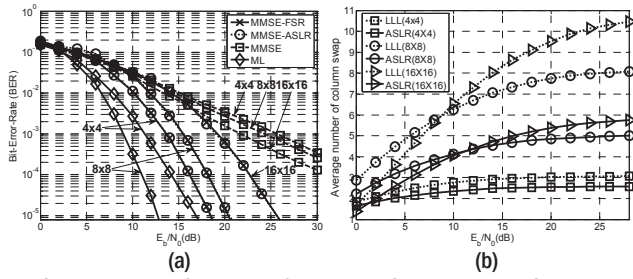 Bit-Error-Rate (BER)
10^0
10^-1
10^-2
10^-3
10^-4
10^-5
MMSE-FSR
MMSE-ASLR
MMSE
ML
4x4 8x8 16x16
4x4
8x8
16x16
0 5 10 15 20 25 30
E_b/N_0(dB)
(a)
Average number of column swap
11
10
9
8
7
6
5
4
3
2
1
0
LLL(4x4)
ASLR(4X4)
LLL(8X8)
ASLR(8X8)
LLL(16X16)
ASLR(16X16)
0 5 10 15 20 25
E_b/N_0(dB)
(b)